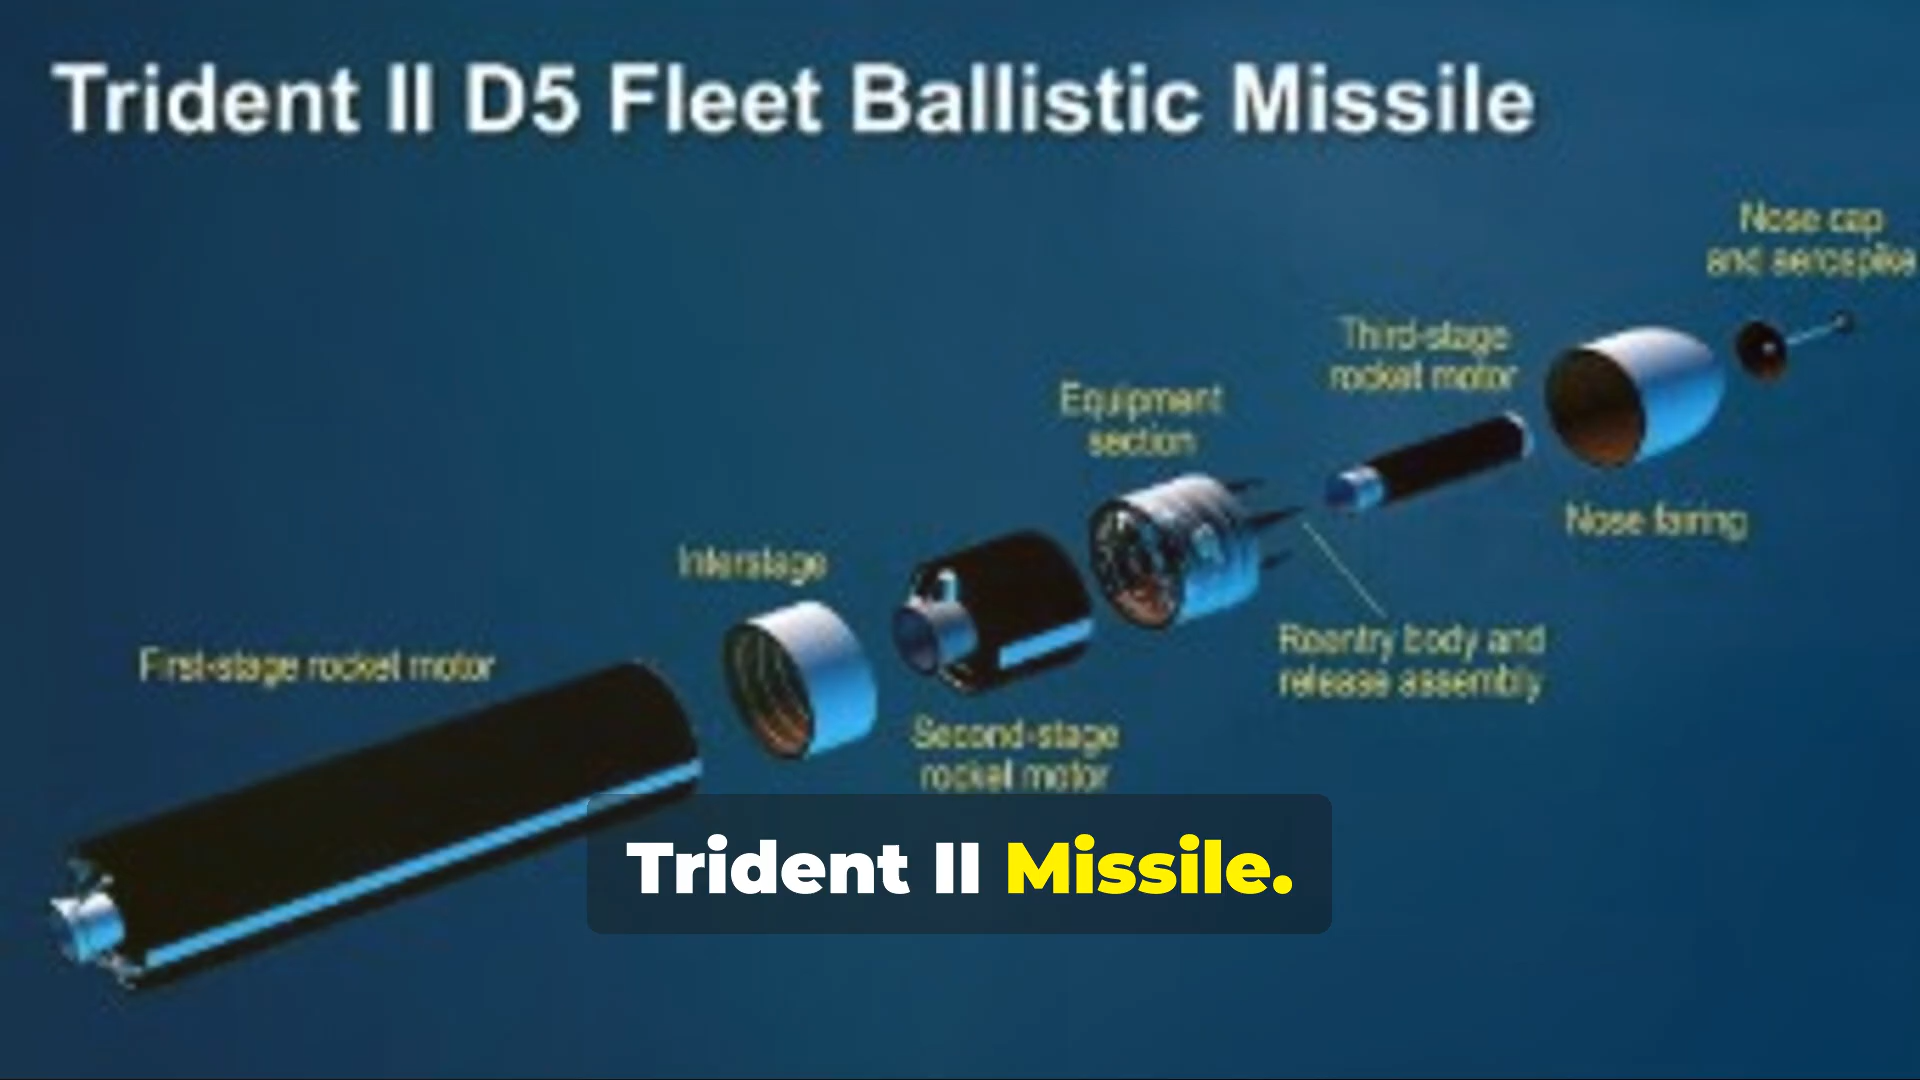 Trident II D5 Fleet Ballistic Missile
Nose cap
and aerospike
Third-stage
rocket motor
Equipment
section
Nose fairing
Interstage
Reentry body and
release assembly
First-stage rocket motor
Second-stage
rocket motor
Trident II Missile.